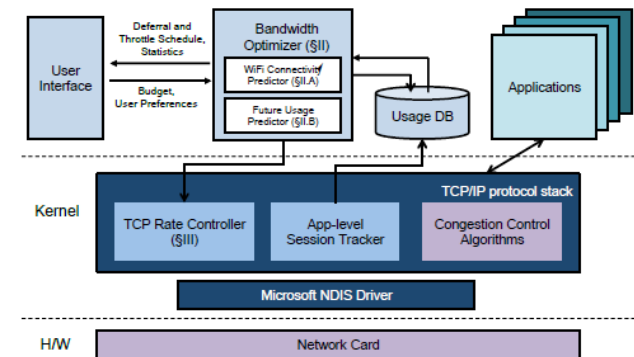 Deferral and
Throttle Schedule,
Statistics
User
Interface
Budget,
User Preferences
Bandwidth
Optimizer (§II)
WiFi Connectivity
Predictor (§II.A)
Future Usage
Predictor (§II.B)
Usage DB
Applications
Kernel
TCP/IP protocol stack
TCP Rate Controller
(§III)
App-level
Session Tracker
Congestion Control
Algorithms
Microsoft NDIS Driver
H/W
Network Card